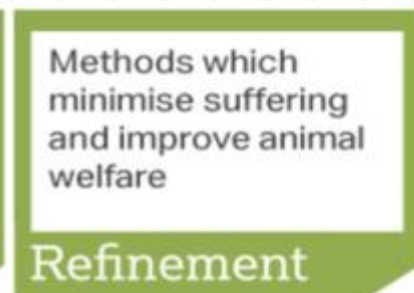 Methods which
minimise suffering
and improve animal
welfare
Refinement